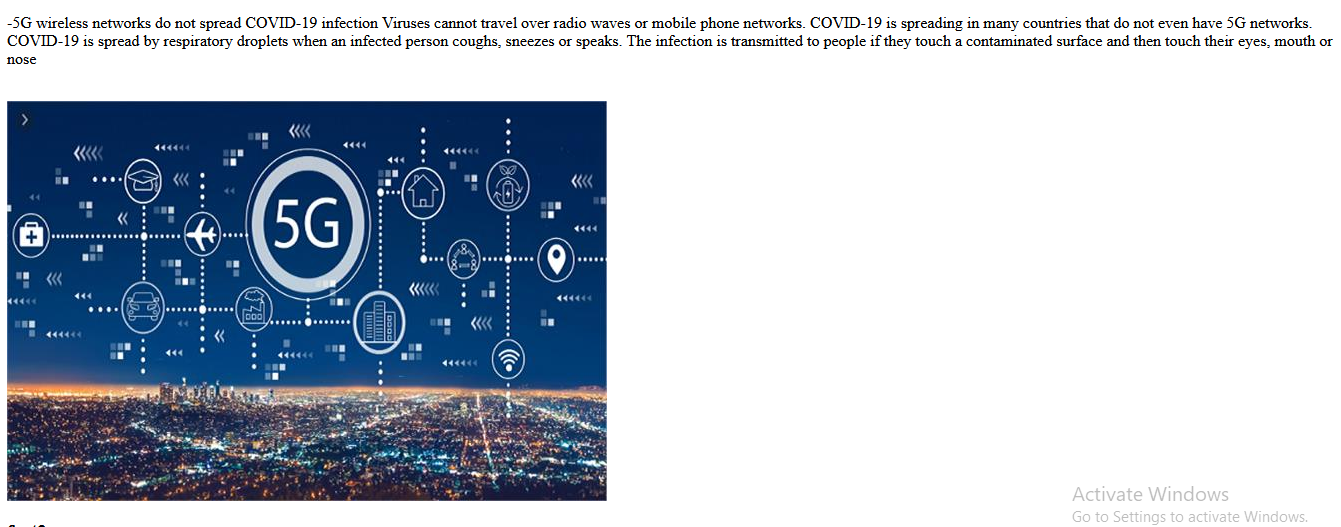 -5G wireless networks do not spread COVID-19 infection Viruses cannot travel over radio waves or mobile phone networks. COVID-19 is spreading in many countries that do not even have 5G networks.
COVID-19 is spread by respiratory droplets when an infected person coughs, sneezes or speaks. The infection is transmitted to people if they touch a contaminated surface and then touch their eyes, mouth or
nose
5G
Activate Windows
Go to Settings to activate Windows.